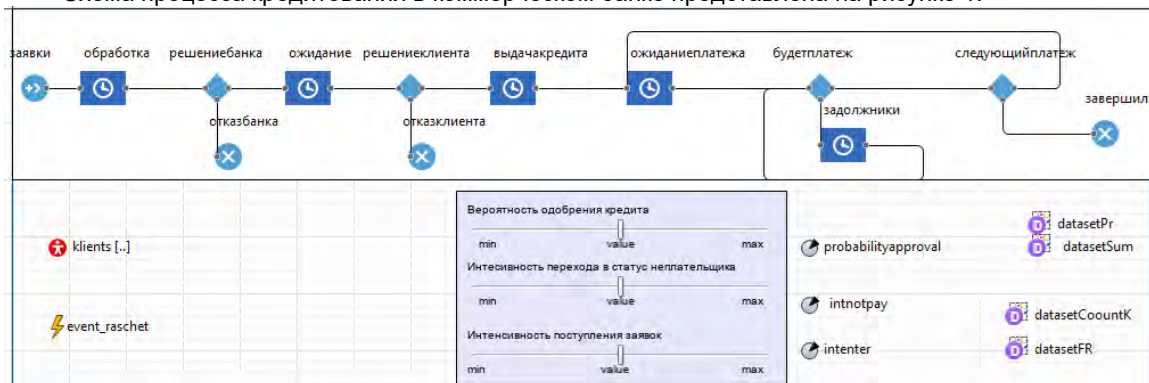 заявки обработка решениебанка ожидание решениеклиента выдачакредита ожиданиеплатежа будетплатеж следующийплатеж
завершил
задолжники
отказбанка отказклиента
Вероятность одобрения кредита
min value max
Интесивность перехода в статус неплательщика
min value max
Интенсивность поступления заявок
min value max
klients [..]
event_raschet
probabilityapproval
intnotpay
intenter
datasetPr
datasetSum
datasetCoountK
datasetFR